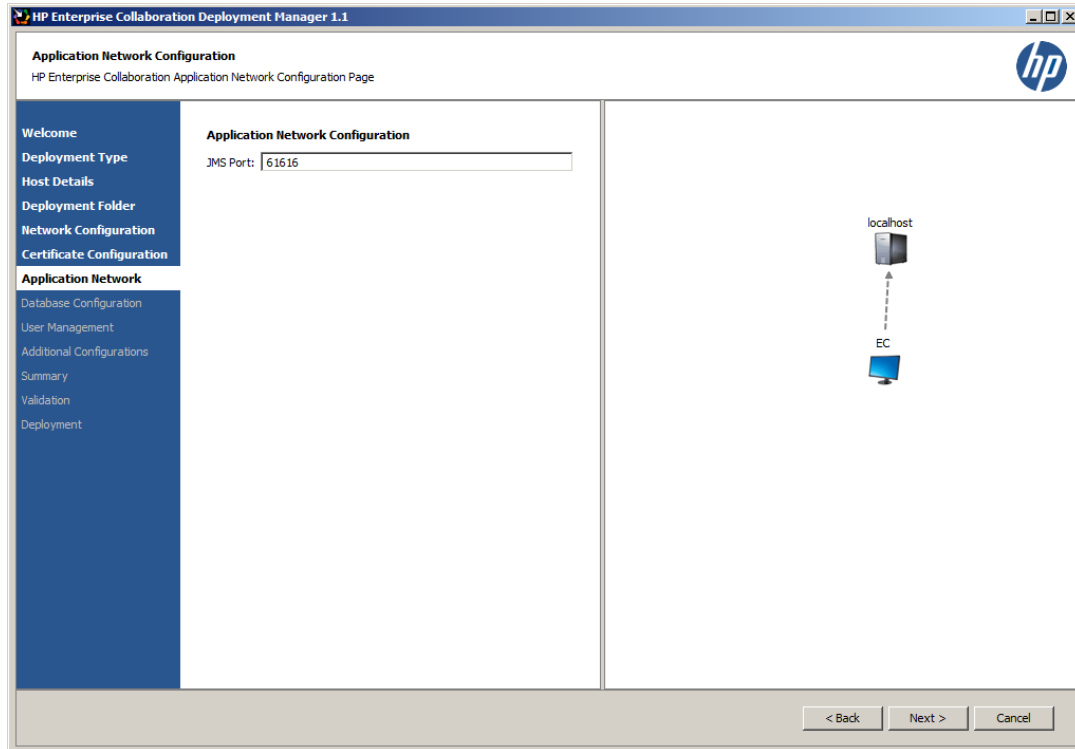 HP Enterprise Collaboration Deployment Manager 1.1
Application Network Configuration
HP Enterprise Collaboration Application Network Configuration Page
hp
Welcome
Deployment Type
Host Details
Deployment Folder
Network Configuration
Certificate Configuration
Application Network
Database Configuration
User Management
Additional Configurations
Summary
Validation
Deployment
Application Network Configuration
JMS Port: 61616
localhost
EC
< Back Next > Cancel